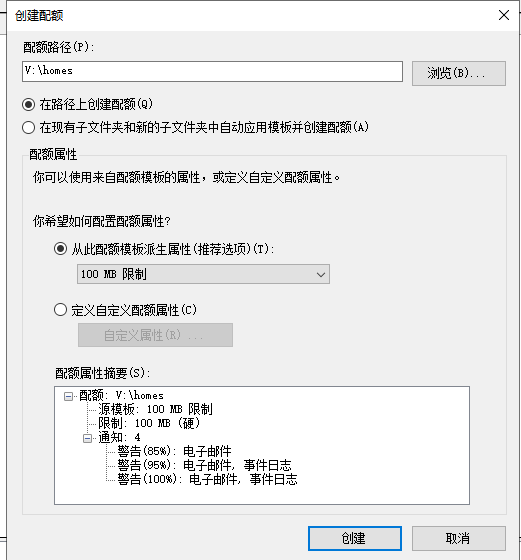 创建配额
配额路径(P):
V:\homes
浏览(B)...
在路径上创建配额(Q)
在现有子文件夹和新的子文件夹中自动应用模板并创建配额(A)
配额属性
你可以使用来自配额模板的属性，或定义自定义配额属性。
你希望如何配置配额属性?
从此配额模板派生属性(推荐选项)(T):
100 MB 限制
定义自定义配额属性(C)
自定义属性(R)...
配额属性摘要(S):
配额: V:\homes
源模板: 100 MB 限制
限制: 100 MB (硬)
通知: 4
警告(85%): 电子邮件
警告(95%): 电子邮件, 事件日志
警告(100%): 电子邮件, 事件日志
创建
取消